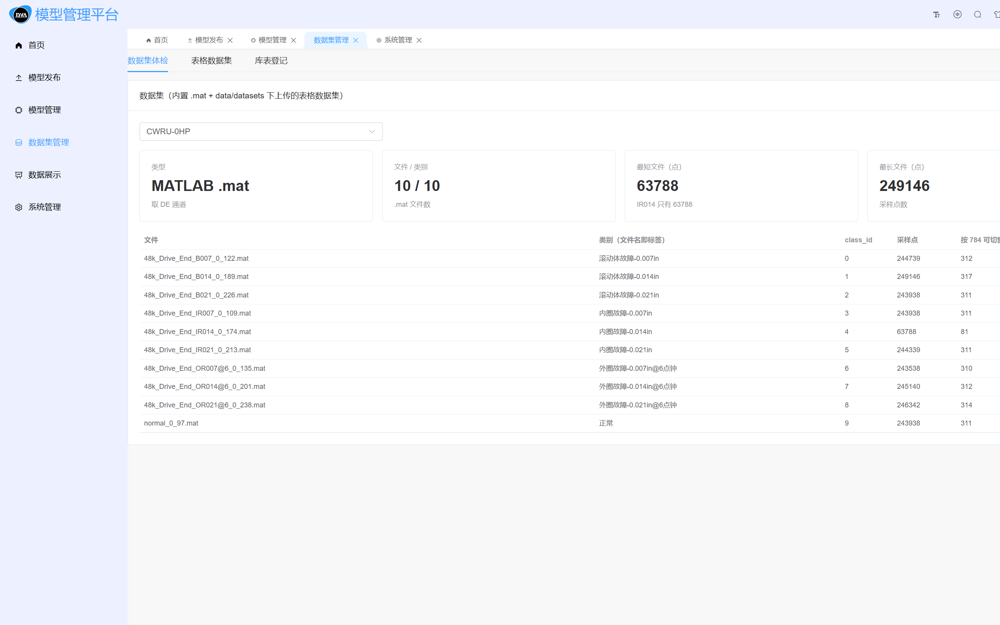 DVA 模型管理平台
首页
模型发布
模型管理
数据集管理
数据展示
系统管理
首页 模型发布 模型管理 数据集管理 系统管理
数据集体检 表格数据集 库表登记
数据集（内置 .mat + data/datasets 下上传的表格数据集）
CWRU-0HP
类型
MATLAB .mat
取 DE 通道
文件 / 类别
10 / 10
.mat 文件数
最短文件（点）
63788
IR014 只有 63788
最长文件（点）
249146
采样点数
文件 类别（文件名即标签） class_id 采样点 按 784 可切
48k_Drive_End_B007_0_122.mat 滚动体故障-0.007in 0 244739 312
48k_Drive_End_B014_0_189.mat 滚动体故障-0.014in 1 249146 317
48k_Drive_End_B021_0_226.mat 滚动体故障-0.021in 2 243938 311
48k_Drive_End_IR007_0_109.mat 内圈故障-0.007in 3 243938 311
48k_Drive_End_IR014_0_174.mat 内圈故障-0.014in 4 63788 81
48k_Drive_End_IR021_0_213.mat 内圈故障-0.021in 5 244339 311
48k_Drive_End_OR007@6_0_135.mat 外圈故障-0.007in@6点钟 6 243538 310
48k_Drive_End_OR014@6_0_201.mat 外圈故障-0.014in@6点钟 7 245140 312
48k_Drive_End_OR021@6_0_238.mat 外圈故障-0.021in@6点钟 8 246342 314
normal_0_97.mat 正常 9 243938 311